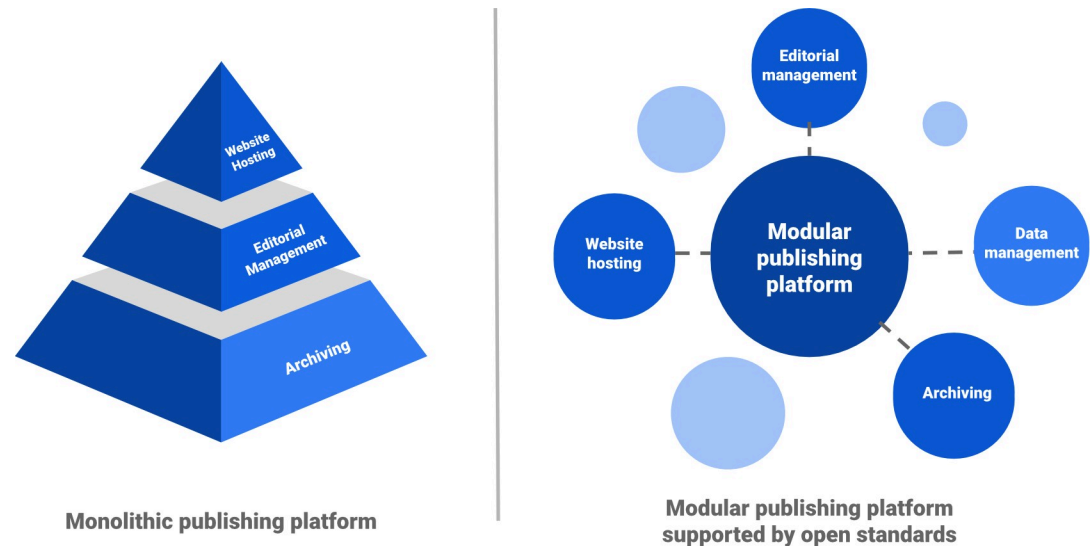 Website
Hosting
Editorial
Management
Archiving
Monolithic publishing platform
Editorial
management
Website
hosting
Modular
publishing
platform
Data
management
Archiving
Modular publishing platform
supported by open standards